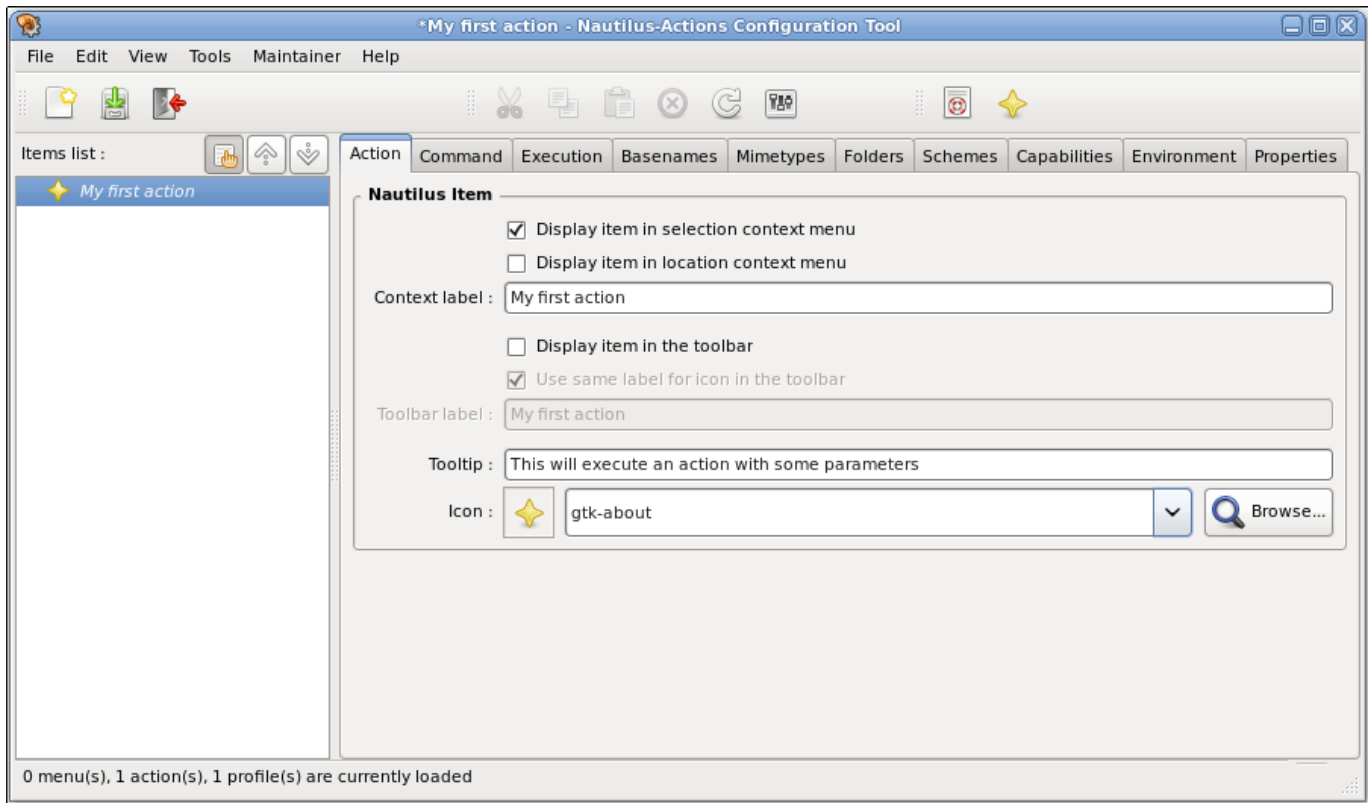 *My first action - Nautilus-Actions Configuration Tool
File Edit View Tools Maintainer Help
Items list :
My first action
Action Command Execution Basenames Mimetypes Folders Schemes Capabilities Environment Properties
Nautilus Item
Display item in selection context menu
Display item in location context menu
Context label : My first action
Display item in the toolbar
Use same label for icon in the toolbar
Toolbar label : My first action
Tooltip : This will execute an action with some parameters
Icon : gtk-about Browse...
0 menu(s), 1 action(s), 1 profile(s) are currently loaded